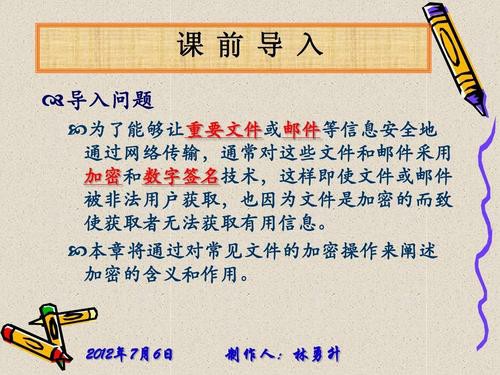 课前导入
导入问题
为了能够让重要文件或邮件等信息安全地
通过网络传输，通常对这些文件和邮件采用
加密和数字签名技术，这样即使文件或邮件
被非法用户获取，也因为文件是加密的而致
使获取者无法获取有用信息。
本章将通过对常见文件的加密操作来阐述
加密的含义和作用。
2012年7月6日 制作人：林勇升